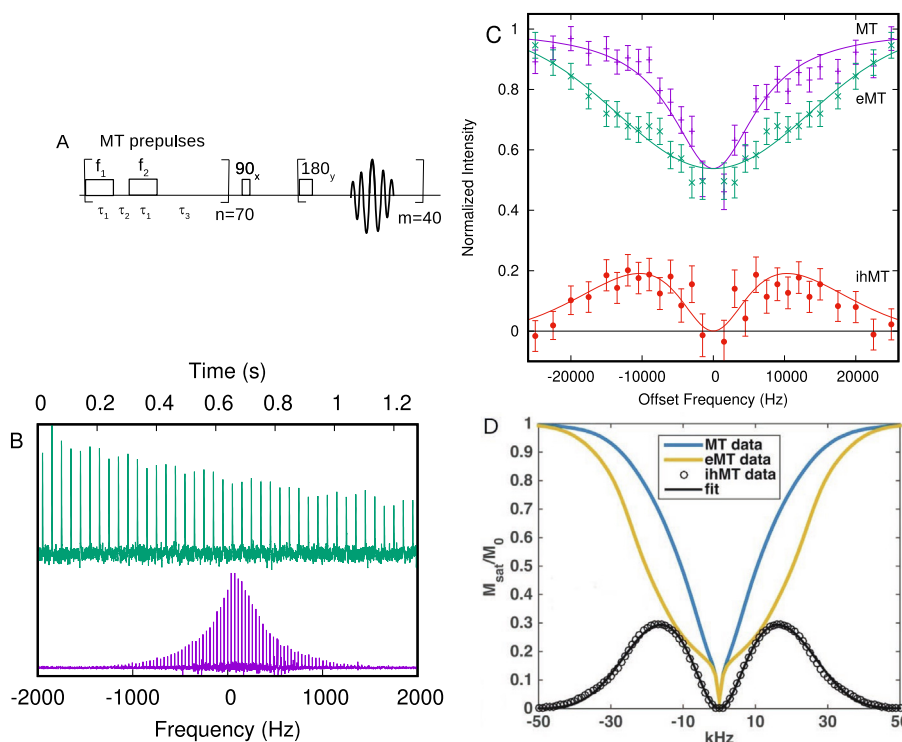 A
MT prepulses
f1 f2 90x 180y
τ1 τ2 τ1 τ3 n=70 m=40
C
Normalized Intensity
1
0.8
0.6
0.4
0.2
0
MT
eMT
ihMT
-20000 -10000 0 10000 20000
Offset Frequency (Hz)
Time (s)
0 0.2 0.4 0.6 0.8 1 1.2
B
-2000 -1000 0 1000 2000
Frequency (Hz)
D
Msat/M0
1
0.9
0.8
0.7
0.6
0.5
0.4
0.3
0.2
0.1
0
MT data
eMT data
ihMT data
fit
-50 -30 -10 10 30 50
kHz